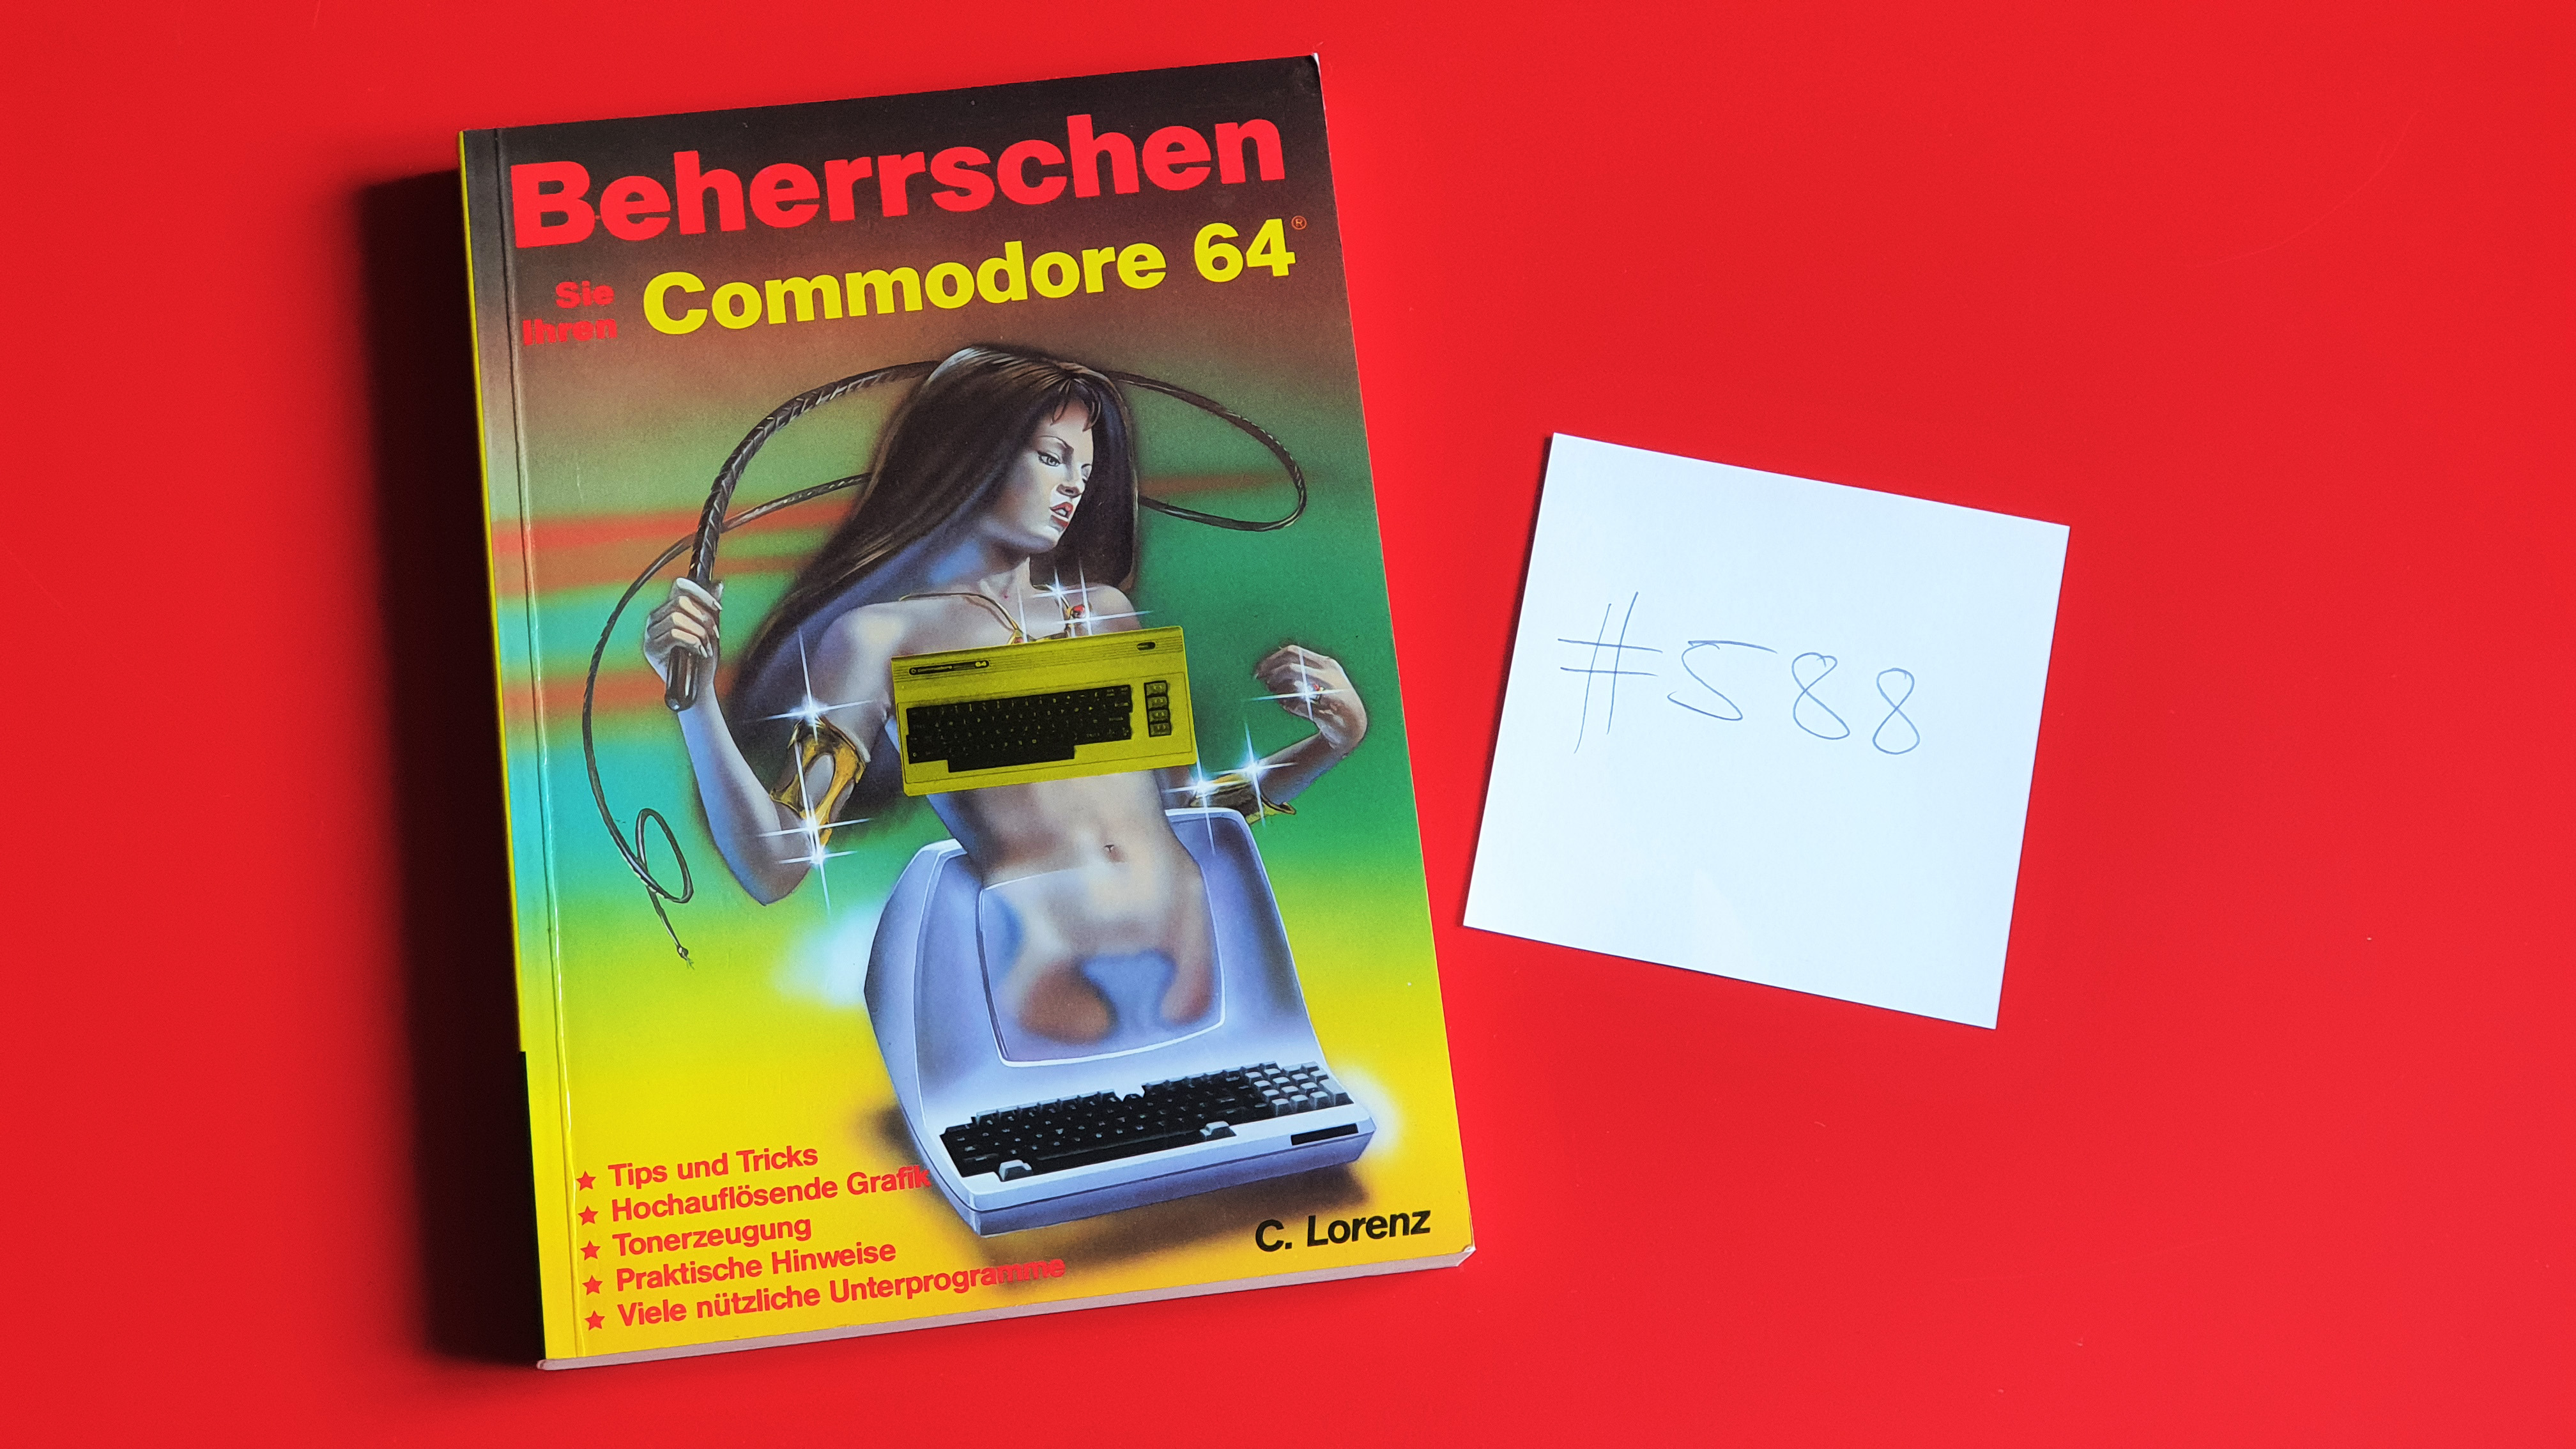 Beherrschen
Sie
Ihren
Commodore 64®
commodore 64
★ Tips und Tricks
★ Hochauflösende Grafik
★ Tonerzeugung
★ Praktische Hinweise
★ Viele nützliche Unterprogramme
C. Lorenz
#588